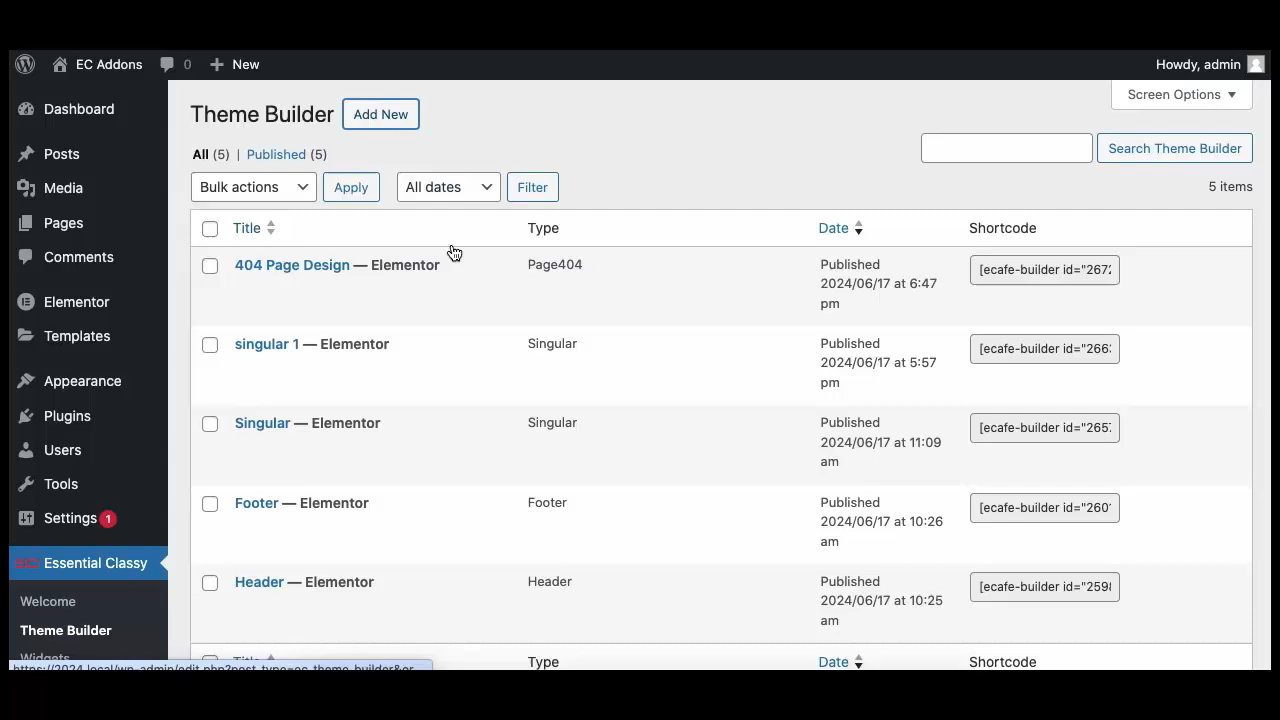 EC Addons 0 New Howdy, admin
Screen Options
Dashboard
Posts
Media
Pages
Comments
Elementor
Templates
Appearance
Plugins
Users
Tools
Settings 1
Essential Classy
Welcome
Theme Builder
Theme Builder Add New
All (5) | Published (5)
Search Theme Builder
Bulk actions Apply All dates Filter
5 items
Title Type Date Shortcode
404 Page Design — Elementor Page404 Published [ecafe-builder id="2672
2024/06/17 at 6:47
pm
singular 1 — Elementor Singular Published [ecafe-builder id="266
2024/06/17 at 5:57
pm
Singular — Elementor Singular Published [ecafe-builder id="265
2024/06/17 at 11:09
am
Footer — Elementor Footer Published [ecafe-builder id="260
2024/06/17 at 10:26
am
Header — Elementor Header Published [ecafe-builder id="259
2024/06/17 at 10:25
am
Type Date Shortcode